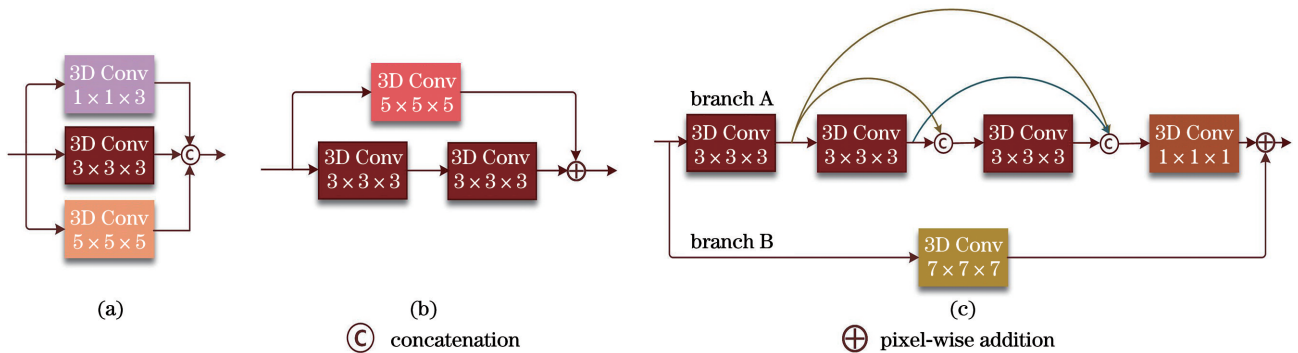 3D Conv
1×1×3
3D Conv
3×3×3
C
3D Conv
5×5×5
(a)
3D Conv
5×5×5
3D Conv
3×3×3
3D Conv
3×3×3
(b)
branch A
3D Conv
3×3×3
3D Conv
3×3×3
C
3D Conv
3×3×3
C
3D Conv
1×1×1
branch B
3D Conv
7×7×7
(c)
C concatenation
pixel-wise addition